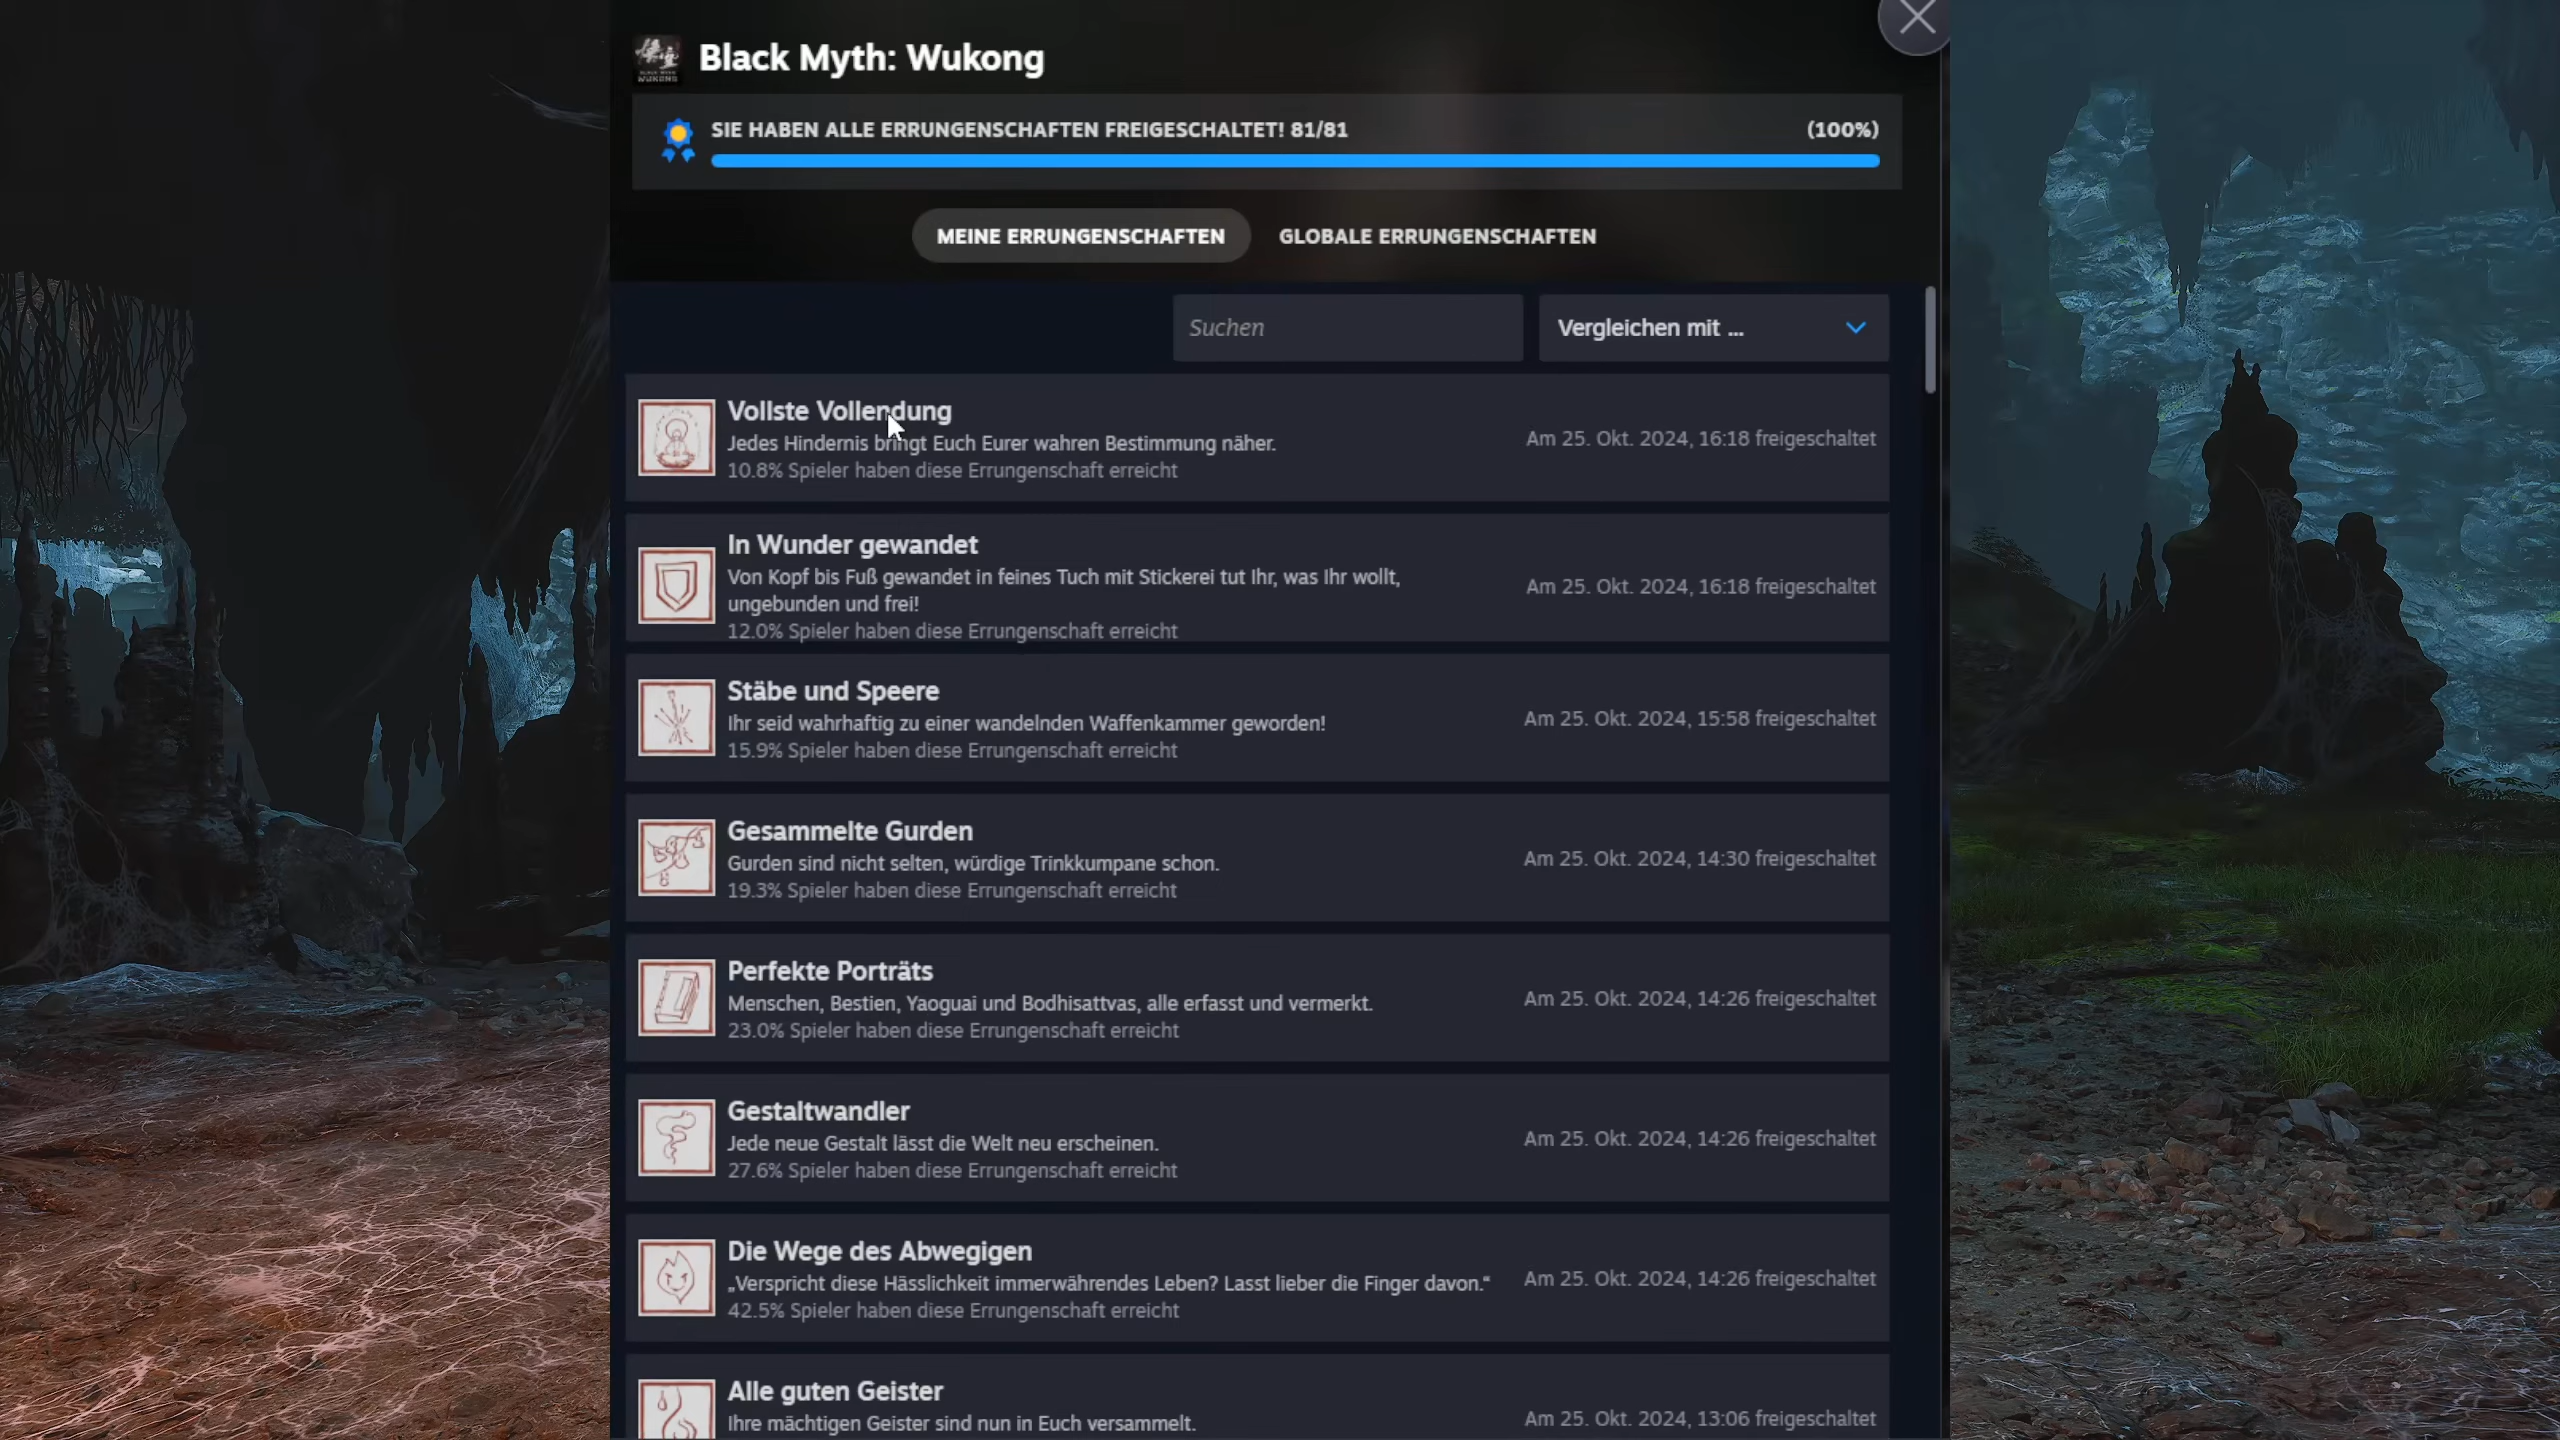 Black Myth: Wukong
SIE HABEN ALLE ERRUNGENSCHAFTEN FREIGESCHALTET! 81/81
(100%)
MEINE ERRUNGENSCHAFTEN
GLOBALE ERRUNGENSCHAFTEN
Suchen
Vergleichen mit ...
Vollste Vollendung
Jedes Hindernis bringt Euch Eurer wahren Bestimmung näher.
10.8% Spieler haben diese Errungenschaft erreicht
Am 25. Okt. 2024, 16:18 freigeschaltet
In Wunder gewandet
Von Kopf bis Fuß gewandet in feines Tuch mit Stickerei tut Ihr, was Ihr wollt,
ungebunden und frei!
12.0% Spieler haben diese Errungenschaft erreicht
Am 25. Okt. 2024, 16:18 freigeschaltet
Stäbe und Speere
Ihr seid wahrhaftig zu einer wandelnden Waffenkammer geworden!
15.9% Spieler haben diese Errungenschaft erreicht
Am 25. Okt. 2024, 15:58 freigeschaltet
Gesammelte Gurden
Gurden sind nicht selten, würdige Trinkkumpane schon.
19.3% Spieler haben diese Errungenschaft erreicht
Am 25. Okt. 2024, 14:30 freigeschaltet
Perfekte Porträts
Menschen, Bestien, Yaoguai und Bodhisattvas, alle erfasst und vermerkt.
23.0% Spieler haben diese Errungenschaft erreicht
Am 25. Okt. 2024, 14:26 freigeschaltet
Gestaltwandler
Jede neue Gestalt lässt die Welt neu erscheinen.
27.6% Spieler haben diese Errungenschaft erreicht
Am 25. Okt. 2024, 14:26 freigeschaltet
Die Wege des Abwegigen
„Verspricht diese Hässlichkeit immerwährendes Leben? Lasst lieber die Finger davon.“
42.5% Spieler haben diese Errungenschaft erreicht
Am 25. Okt. 2024, 14:26 freigeschaltet
Alle guten Geister
Ihre mächtigen Geister sind nun in Euch versammelt.
Am 25. Okt. 2024, 13:06 freigeschaltet